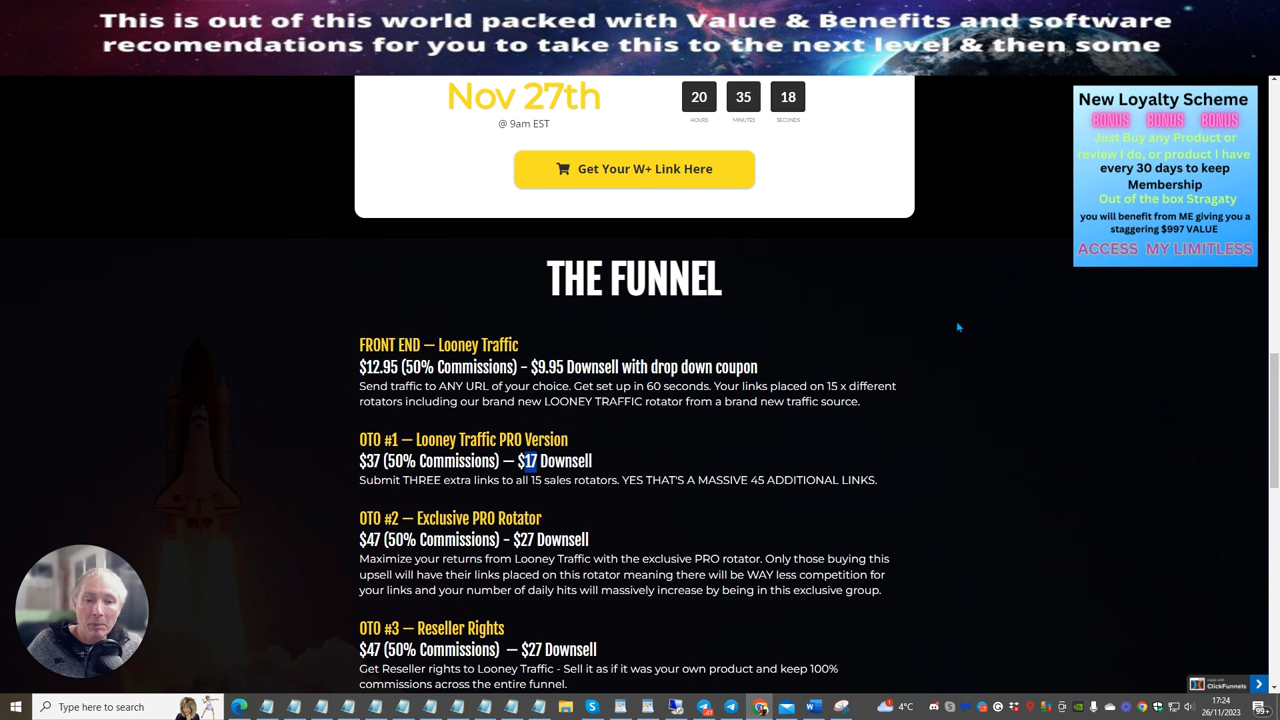 This is out of this world packed with Value & Benefits and software
recomendations for you to take this to the next level & then some
Nov 27th
@ 9am EST
20
35
18
HOURS
MINUTES
SECONDS
Get Your W+ Link Here
New Loyalty Scheme
BONUS BONUS BONUS
Just Buy any Product or
review I do, or product I have
every 30 days to keep
Membership
Out of the box Stragaty
you will benefit from ME giving you a
staggering $997 VALUE
ACCESS MY LIMITLESS
THE FUNNEL
FRONT END — Looney Traffic
$12.95 (50% Commissions) - $9.95 Downsell with drop down coupon
Send traffic to ANY URL of your choice. Get set up in 60 seconds. Your links placed on 15 x different
rotators including our brand new LOONEY TRAFFIC rotator from a brand new traffic source.
OTO #1 — Looney Traffic PRO Version
$37 (50% Commissions) — $17 Downsell
Submit THREE extra links to all 15 sales rotators. YES THAT'S A MASSIVE 45 ADDITIONAL LINKS.
OTO #2 — Exclusive PRO Rotator
$47 (50% Commissions) - $27 Downsell
Maximize your returns from Looney Traffic with the exclusive PRO rotator. Only those buying this
upsell will have their links placed on this rotator meaning there will be WAY less competition for
your links and your number of daily hits will massively increase by being in this exclusive group.
OTO #3 — Reseller Rights
$47 (50% Commissions) — $27 Downsell
Get Reseller rights to Looney Traffic - Sell it as if it was your own product and keep 100%
commissions across the entire funnel.
made with
ClickFunnels
Type here to search
4°C
17:24
26/11/2023
99+